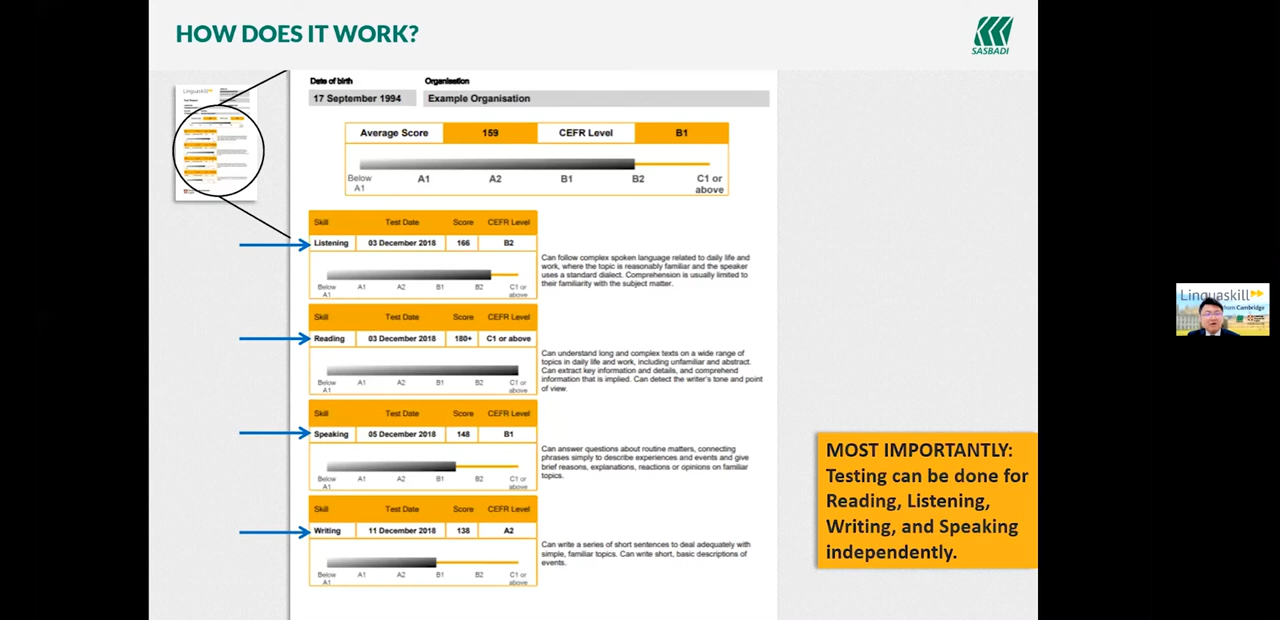 HOW DOES IT WORK?
SASBADI
Linguaskill
Date of birth
Organisation
17 September 1994
Example Organisation
Average Score 159 CEFR Level B1
Below A1 A1 A2 B1 B2 C1 or above
Skill Test Date Score CEFR Level
Listening 03 December 2018 166 B2
Below A1 A1 A2 B1 B2 C1 or above
Can follow complex spoken language related to daily life and
work, where the topic is reasonably familiar and the speaker
uses a standard dialect. Comprehension is usually limited to
their familiarity with the subject matter.
Skill Test Date Score CEFR Level
Reading 03 December 2018 180+ C1 or above
Below A1 A1 A2 B1 B2 C1 or above
Can understand long and complex texts on a wide range of
topics in daily life and work, including unfamiliar and abstract.
Can extract key information and details, and comprehend
information that is implied. Can detect the writer's tone and point
of view.
Skill Test Date Score CEFR Level
Speaking 05 December 2018 148 B1
Below A1 A1 A2 B1 B2 C1 or above
Can answer questions about routine matters, connecting
phrases simply to describe experiences and events and give
brief reasons, explanations, reactions or opinions on familiar
topics.
Skill Test Date Score CEFR Level
Writing 11 December 2018 138 A2
Below A1 A1 A2 B1 B2 C1 or above
Can write a series of short sentences to deal adequately with
simple, familiar topics. Can write short, basic descriptions of
events.
MOST IMPORTANTLY:
Testing can be done for
Reading, Listening,
Writing, and Speaking
independently.
Linguaskill
from Cambridge